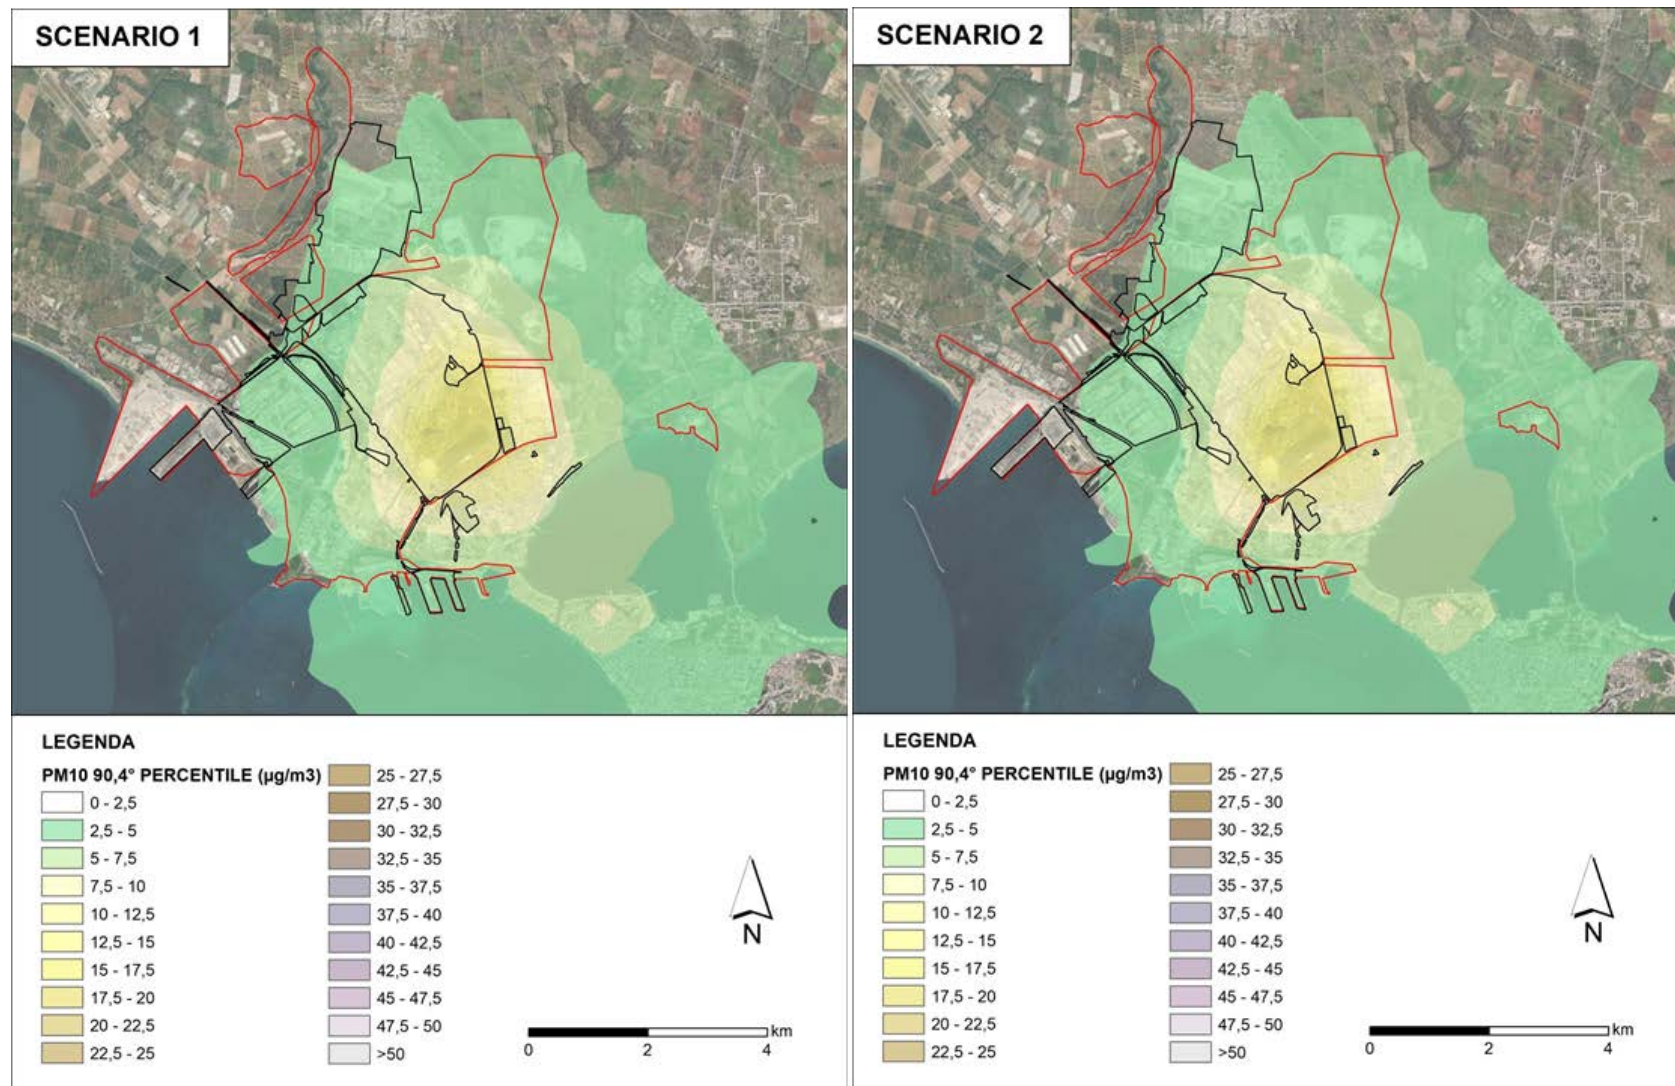 SCENARIO 1
LEGENDA
PM10 90,4° PERCENTILE (µg/m3)
0 - 2,5
2,5 - 5
5 - 7,5
7,5 - 10
10 - 12,5
12,5 - 15
15 - 17,5
17,5 - 20
20 - 22,5
22,5 - 25
25 - 27,5
27,5 - 30
30 - 32,5
32,5 - 35
35 - 37,5
37,5 - 40
40 - 42,5
42,5 - 45
45 - 47,5
47,5 - 50
>50
N
km
0 2 4
SCENARIO 2
LEGENDA
PM10 90,4° PERCENTILE (µg/m3)
0 - 2,5
2,5 - 5
5 - 7,5
7,5 - 10
10 - 12,5
12,5 - 15
15 - 17,5
17,5 - 20
20 - 22,5
22,5 - 25
25 - 27,5
27,5 - 30
30 - 32,5
32,5 - 35
35 - 37,5
37,5 - 40
40 - 42,5
42,5 - 45
45 - 47,5
47,5 - 50
>50
N
km
0 2 4